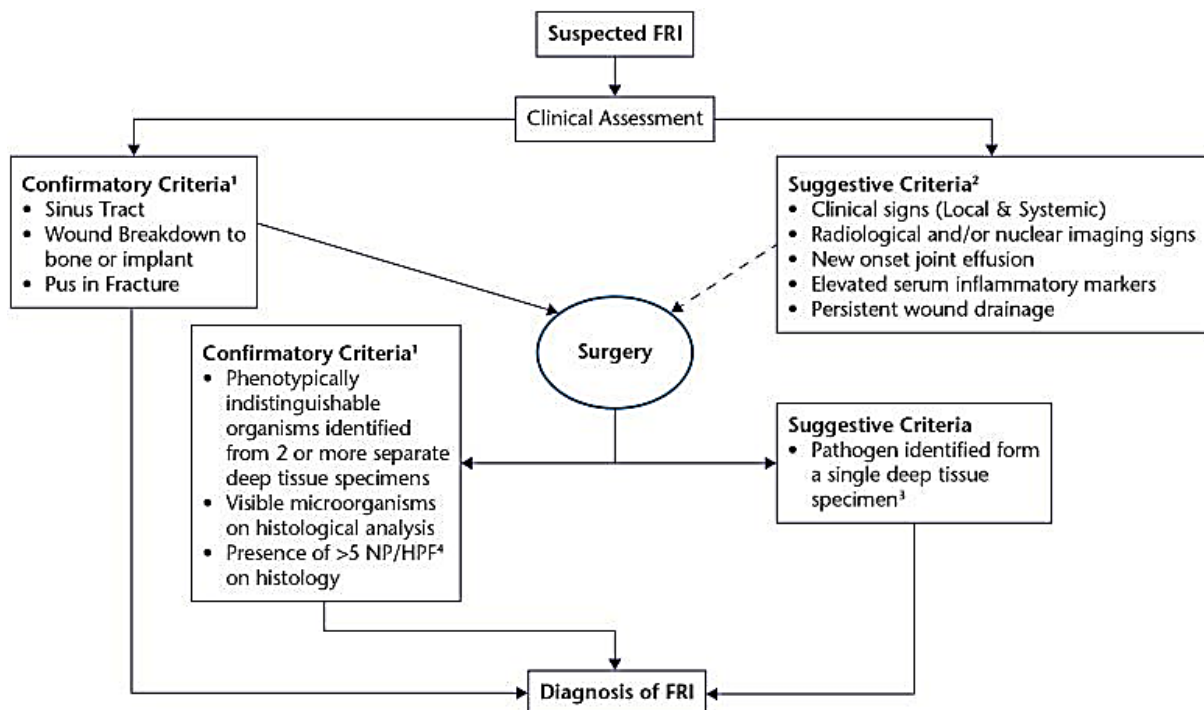 Suspected FRI
Clinical Assessment
Confirmatory Criteria¹
• Sinus Tract
• Wound Breakdown to
bone or implant
• Pus in Fracture
Suggestive Criteria²
• Clinical signs (Local & Systemic)
• Radiological and/or nuclear imaging signs
• New onset joint effusion
• Elevated serum inflammatory markers
• Persistent wound drainage
Surgery
Confirmatory Criteria¹
• Phenotypically
indistinguishable
organisms identified
from 2 or more separate
deep tissue specimens
• Visible microorganisms
on histological analysis
• Presence of >5 NP/HPF⁴
on histology
Suggestive Criteria
• Pathogen identified form
a single deep tissue
specimen³
Diagnosis of FRI